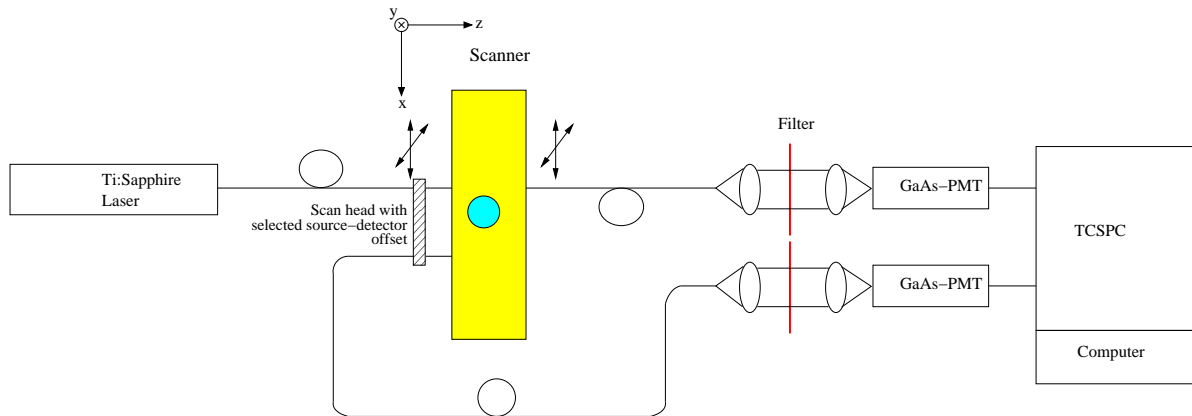 y
z
x
Scanner
Filter
Ti:Sapphire
Laser
Scan head with
selected source−detector
offset
GaAs−PMT
TCSPC
GaAs−PMT
Computer